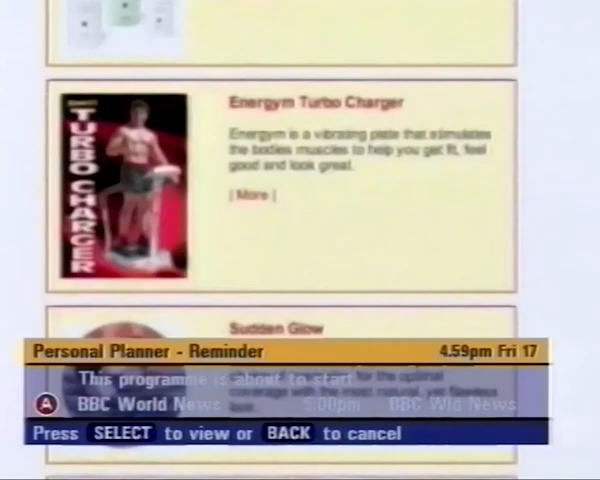 TURBO CHARGER
Energym Turbo Charger
Energym is a vibrating plate that stimulates
the bodies muscles to help you get fit, feel
good and look great.
| More |
Sudden Glow
Personal Planner - Reminder 4.59pm Fri 17
This programme is about to start
A BBC World News 5:00pm BBC Wld News
Press SELECT to view or BACK to cancel